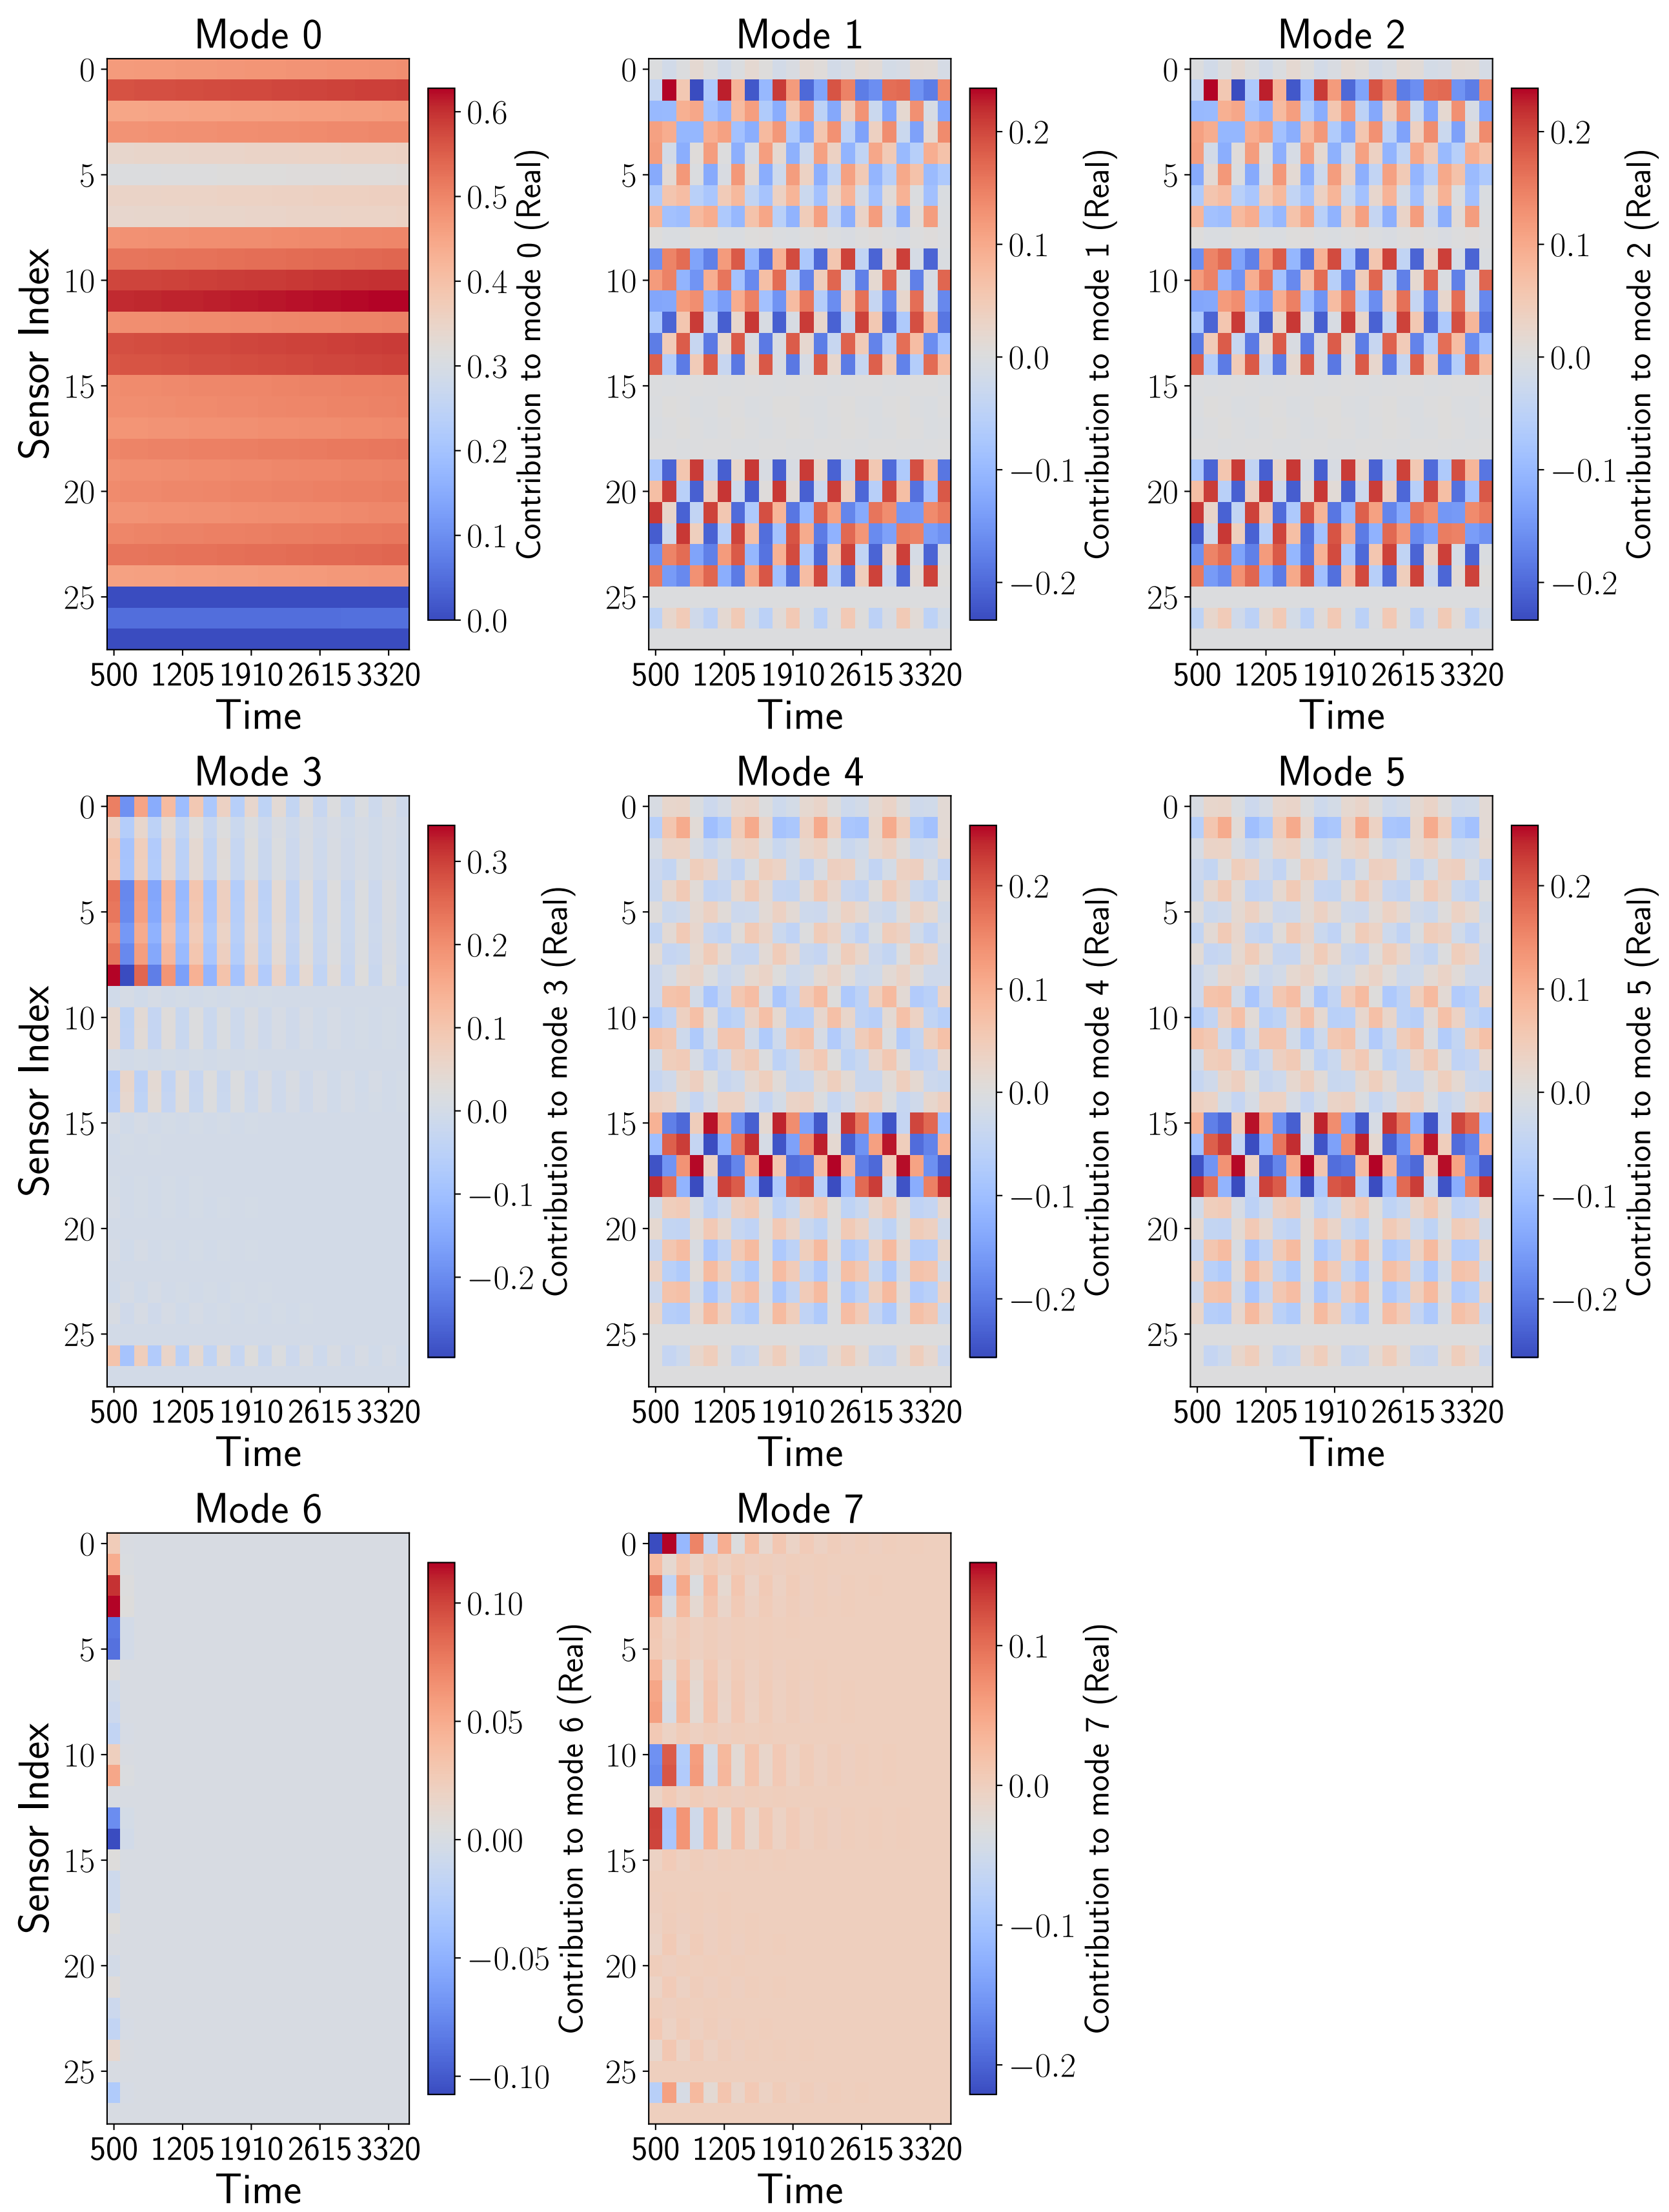 Mode 0
Sensor Index
0
5
10
15
20
25
500 1205 1910 2615 3320
Time
0.6
0.5
0.4
0.3
0.2
0.1
0.0
Contribution to mode 0 (Real)
Mode 1
0
5
10
15
20
25
500 1205 1910 2615 3320
Time
0.2
0.1
0.0
−0.1
−0.2
Contribution to mode 1 (Real)
Mode 2
0
5
10
15
20
25
500 1205 1910 2615 3320
Time
0.2
0.1
0.0
−0.1
−0.2
Contribution to mode 2 (Real)
Mode 3
Sensor Index
0
5
10
15
20
25
500 1205 1910 2615 3320
Time
0.3
0.2
0.1
0.0
−0.1
−0.2
Contribution to mode 3 (Real)
Mode 4
0
5
10
15
20
25
500 1205 1910 2615 3320
Time
0.2
0.1
0.0
−0.1
−0.2
Contribution to mode 4 (Real)
Mode 5
0
5
10
15
20
25
500 1205 1910 2615 3320
Time
0.2
0.1
0.0
−0.1
−0.2
Contribution to mode 5 (Real)
Mode 6
Sensor Index
0
5
10
15
20
25
500 1205 1910 2615 3320
Time
0.10
0.05
0.00
−0.05
−0.10
Contribution to mode 6 (Real)
Mode 7
0
5
10
15
20
25
500 1205 1910 2615 3320
Time
0.1
0.0
−0.1
−0.2
Contribution to mode 7 (Real)